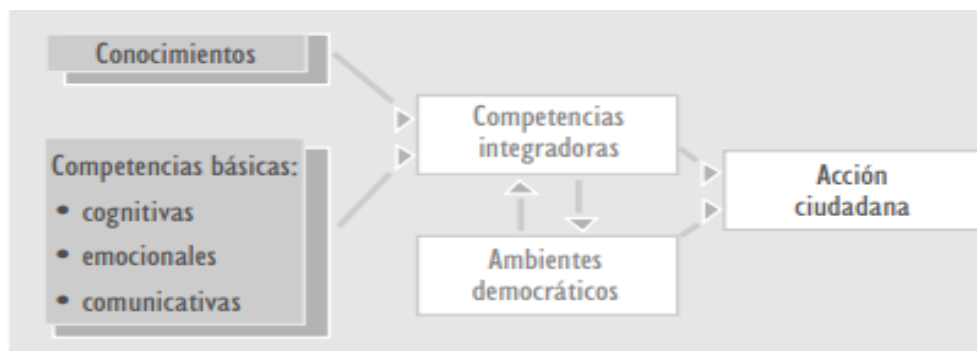 Conocimientos
Competencias básicas:
• cognitivas
• emocionales
• comunicativas
Competencias
integradoras
Ambientes
democráticos
Acción
ciudadana